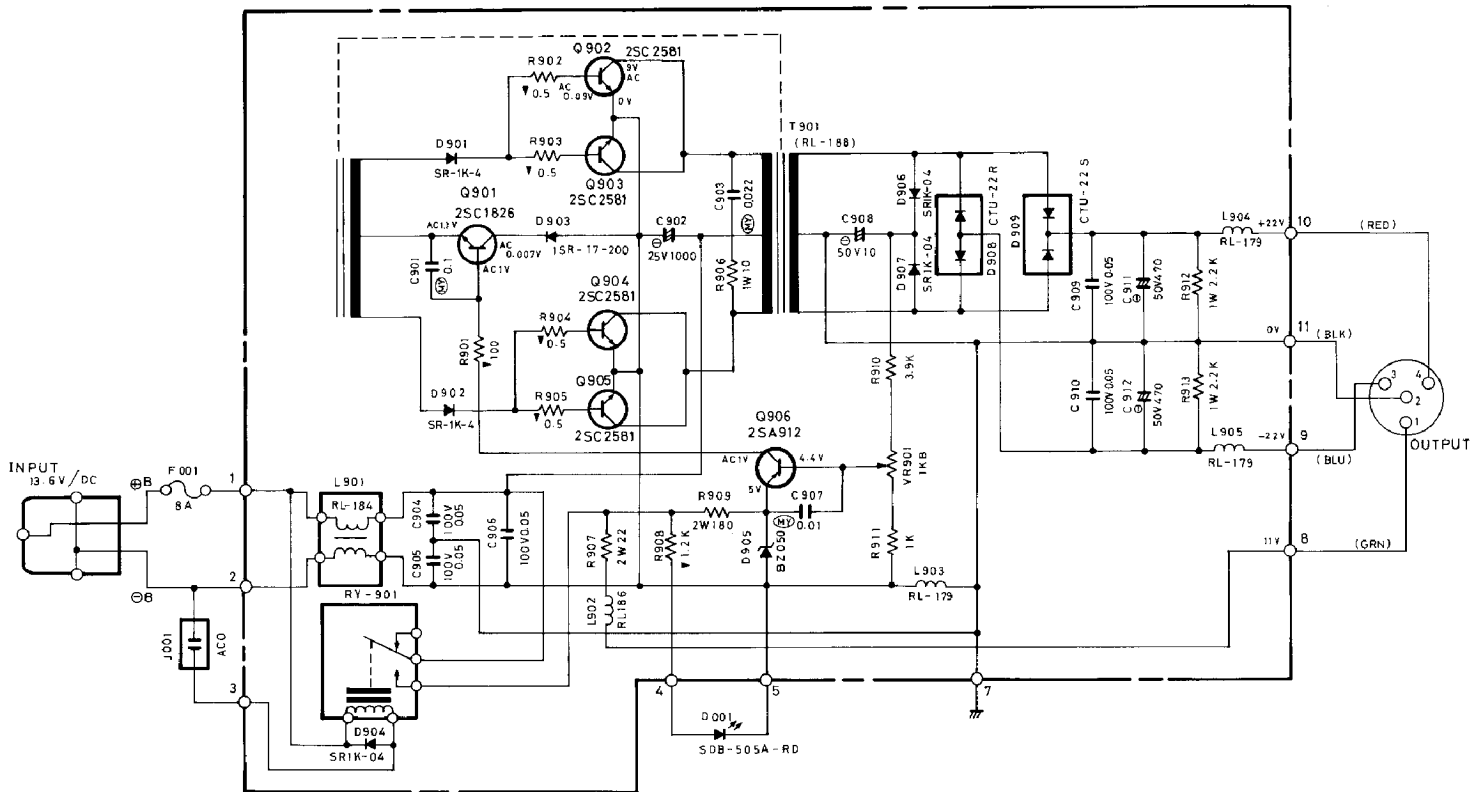 Q902
2SC2581
9V
AC
R902
0.5
AC
0.89V
0V
D901
SR-1K-4
R903
0.5
Q903
2SC2581
T901
(RL-188)
Q901
2SC1826
AC1.2V
AC
0.007V
AC1V
D903
1SR-17-200
C902
⊖
25V1000
C903
0.022
MY
R906
1W10
C901
0.1
MY
R901
100
Q904
2SC2581
R904
0.5
Q905
2SC2581
R905
0.5
D902
SR-1K-4
C908
⊖
50V10
D906
SR1K-04
D907
SR1K-04
CTU-22R
D908
D909
CTU-22S
L904
RL-179
+22V
10
(RED)
C909
100V0.05
C911
⊖
50V470
R912
1W2.2K
0V
11
(BLK)
C910
100V0.05
C912
⊖
50V470
R913
1W2.2K
L905
RL-179
-22V
9
(BLU)
3
4
2
1
OUTPUT
8
11V
(GRN)
R910
3.9K
VR901
1KB
R911
1K
Q906
2SA912
AC1V
4.4V
5V
C907
MY
0.01
R909
2W180
D905
BZ050
R907
2W22
R908
1.2K
L902
RL186
L903
RL-179
INPUT
13.6V/DC
⊕B
F001
8A
1
L901
RL-184
C904
100V
0.05
C905
100V
0.05
C906
100V0.05
2
⊖B
RY-901
J001
ACC
3
D904
SR1K-04
4
5
7
D001
SDB-505A-RD